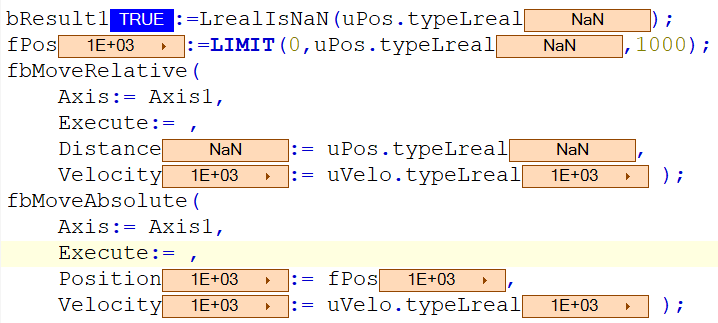 bResult1 TRUE :=LrealIsNaN(uPos.typeLreal NaN );
fPos 1E+03 :=LIMIT(0,uPos.typeLreal NaN ,1000);
fbMoveRelative(
Axis:= Axis1,
Execute:= ,
Distance NaN := uPos.typeLreal NaN ,
Velocity 1E+03 := uVelo.typeLreal 1E+03 );
fbMoveAbsolute(
Axis:= Axis1,
Execute:= ,
Position 1E+03 := fPos 1E+03 ,
Velocity 1E+03 := uVelo.typeLreal 1E+03 );